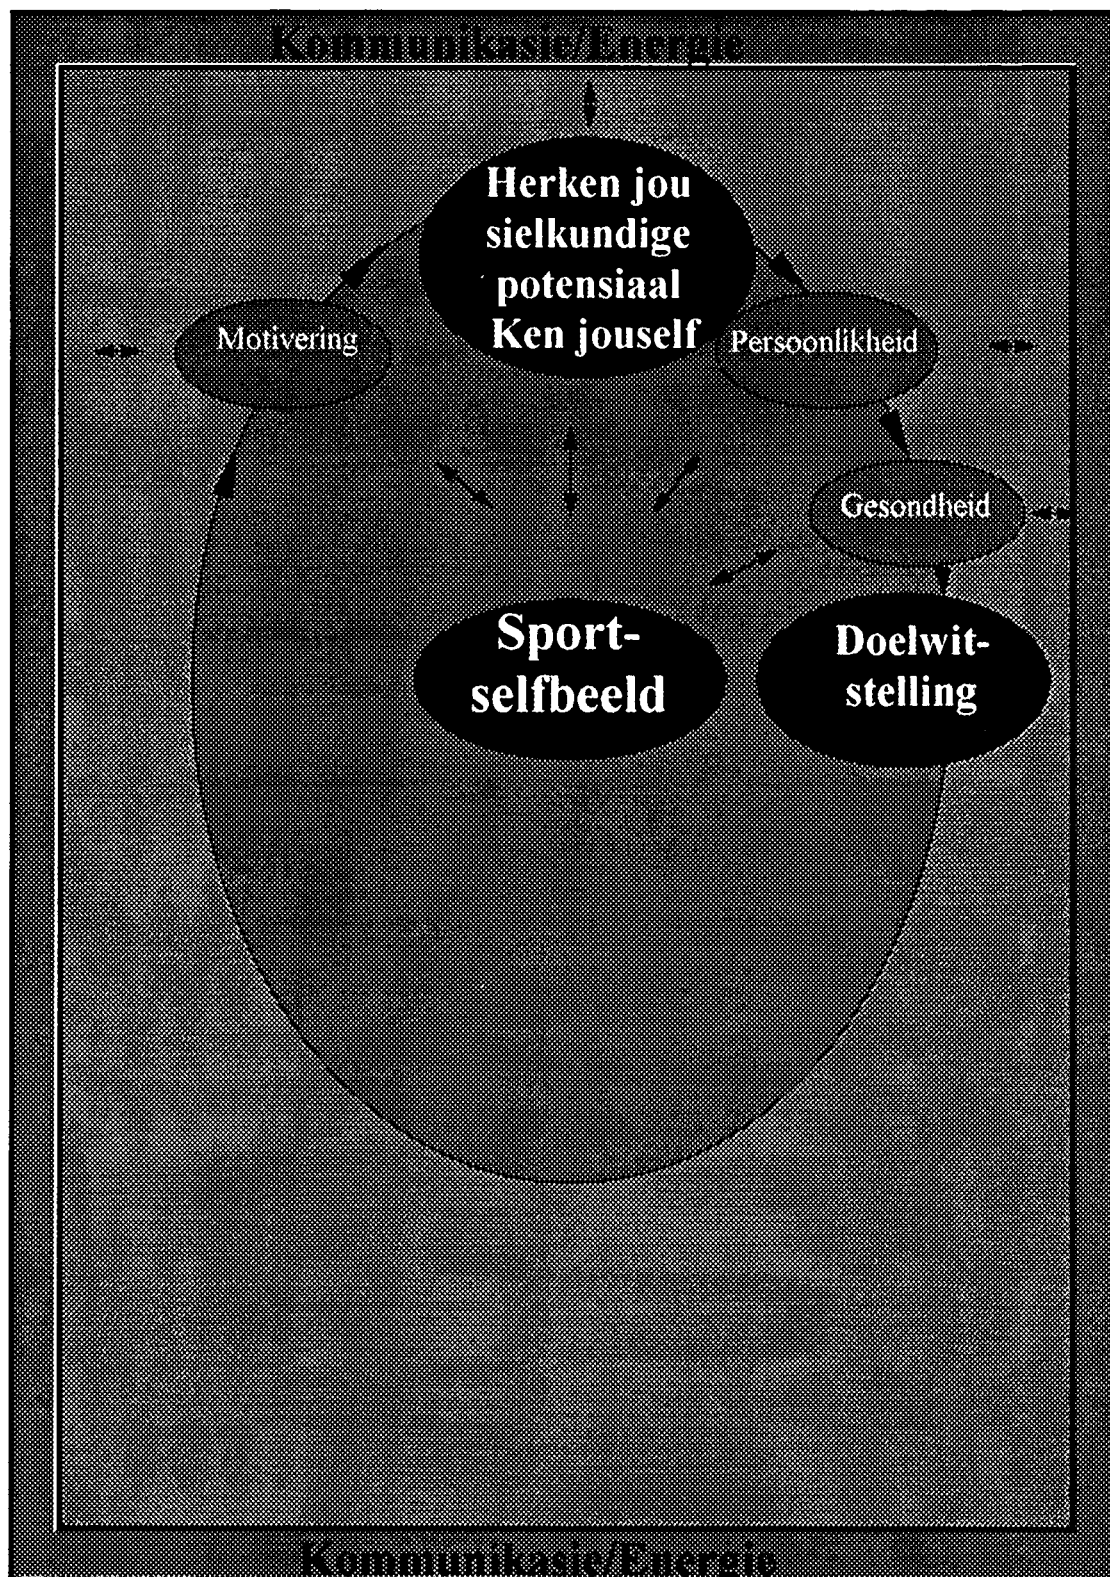 Kommunikasie/Energie
Herken jou
sielkundige
potensiaal
Ken jouself
Motivering
Persoonlikheid
Gesondheid
Sport-
selfbeeld
Doelwit-
stelling
Kommunikasie/Energie